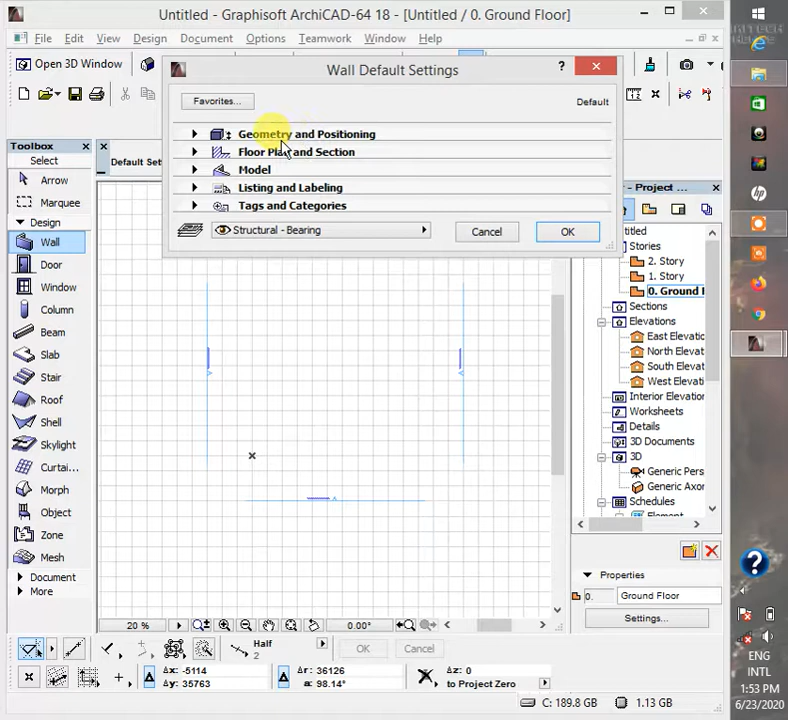 Untitled - Graphisoft ArchiCAD-64 18 - [Untitled / 0. Ground Floor]
File Edit View Design Document Options Teamwork Window Help
Open 3D Window
Wall Default Settings
?
Favorites...
Default
Geometry and Positioning
Floor Plan and Section
Model
Listing and Labeling
Tags and Categories
Structural - Bearing
Cancel
OK
Toolbox
Select
Arrow
Marquee
Design
Wall
Door
Window
Column
Beam
Slab
Stair
Roof
Shell
Skylight
Curtai...
Morph
Object
Zone
Mesh
Document
More
Default Set
- Project ...
titled
Stories
2. Story
1. Story
0. Ground F
Sections
Elevations
East Elevatio
North Elevati
South Elevati
West Elevati
Interior Elevatio
Worksheets
Details
3D Documents
3D
Generic Pers
Generic Axon
Schedules
Element
Properties
0.
Ground Floor
Settings...
20 %
0.00°
Half
2
OK
Cancel
Δx: -5114
Δy: 35763
Δr: 36126
a: 98.14°
Δz: 0
to Project Zero
C: 189.8 GB
1.13 GB
hp
?
ENG
INTL
1:53 PM
6/23/2020